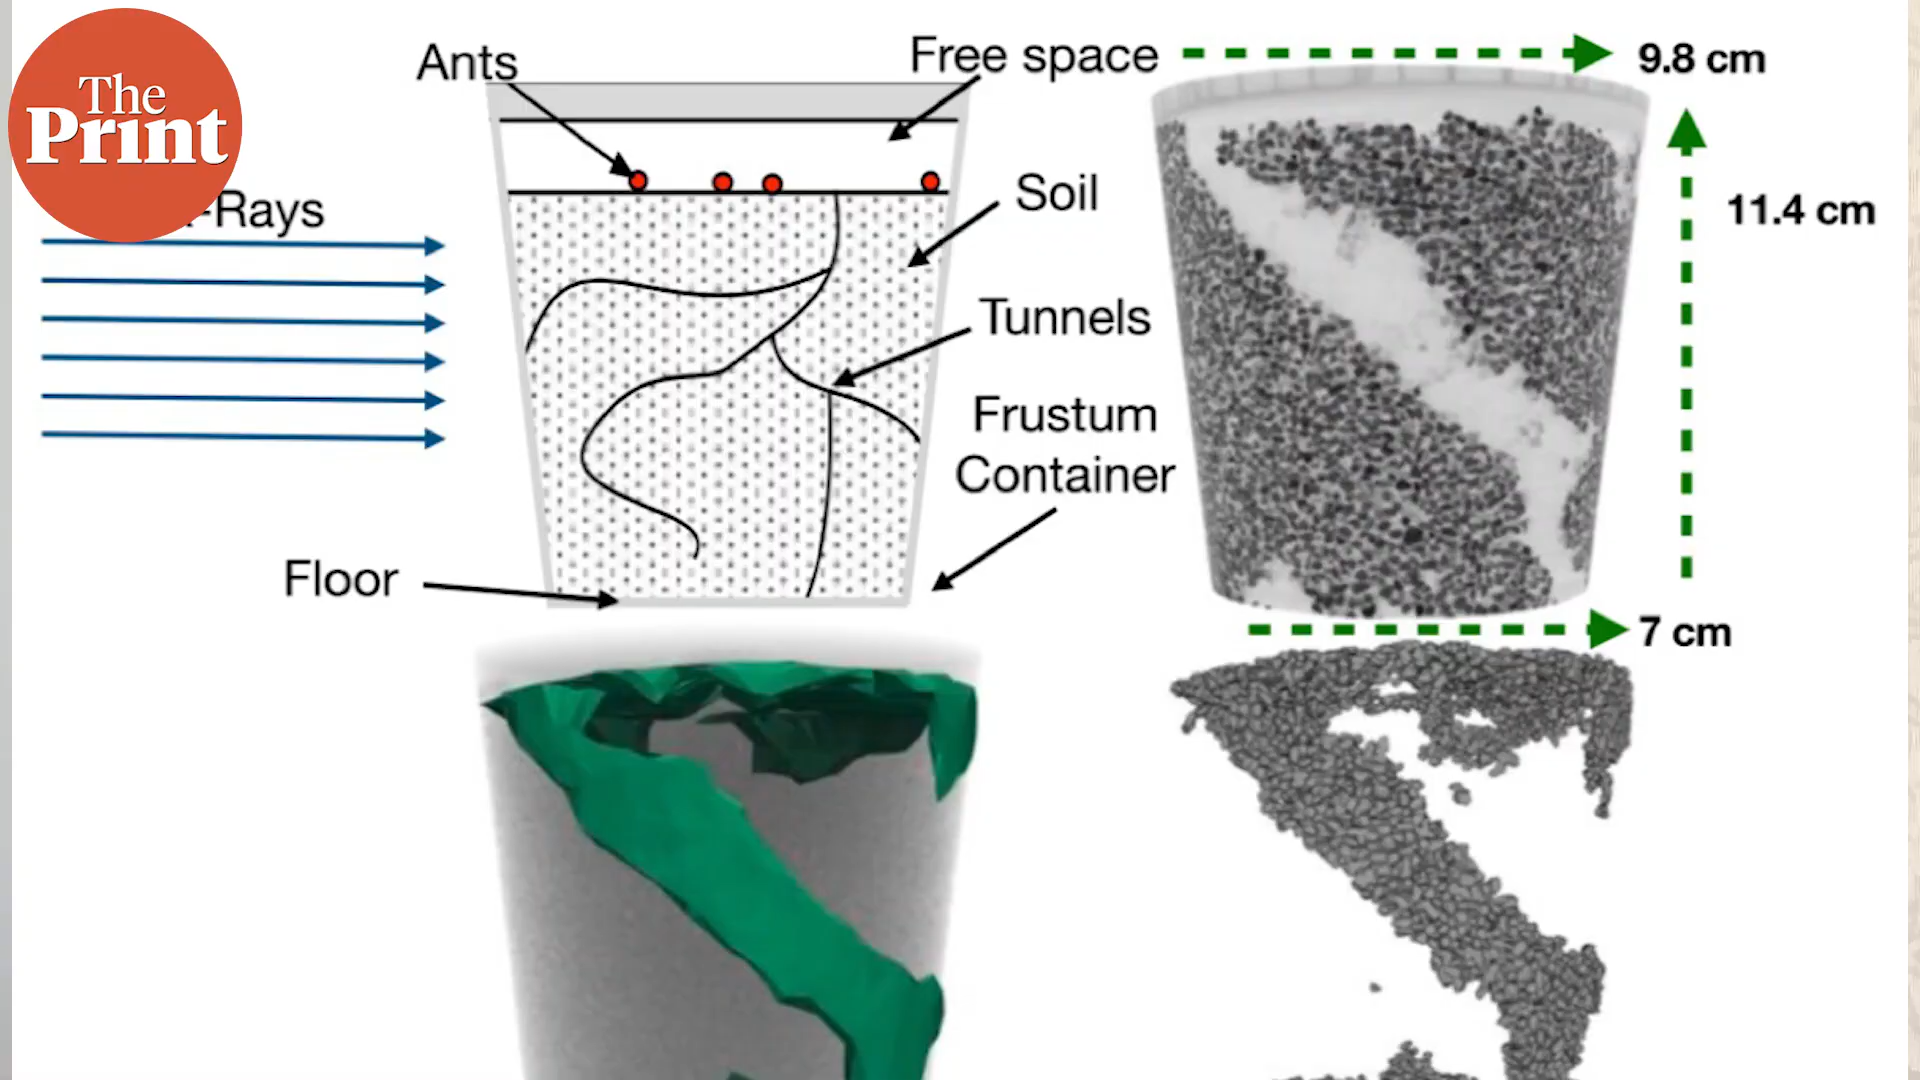 The
Print
Ants
Free space
9.8 cm
-Rays
Soil
11.4 cm
Tunnels
Frustum
Container
Floor
7 cm